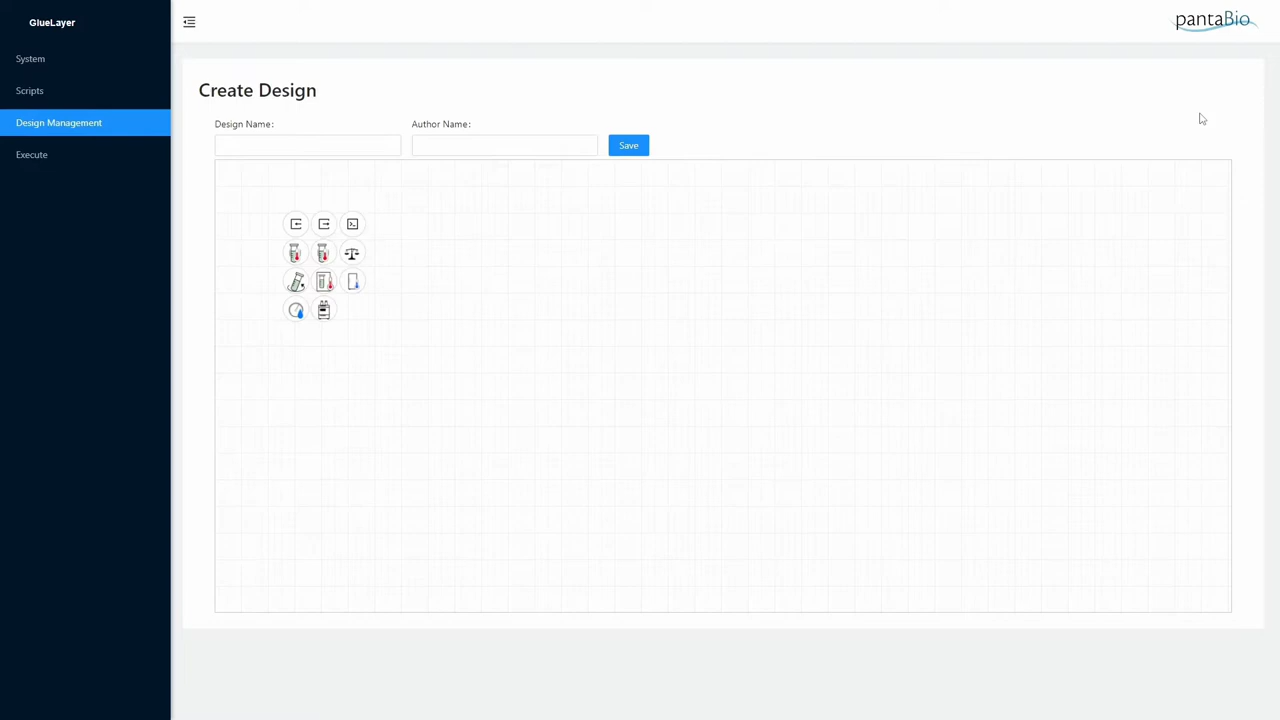 GlueLayer
pantaBio
System
Scripts
Design Management
Execute
Create Design
Design Name:
Author Name:
Save